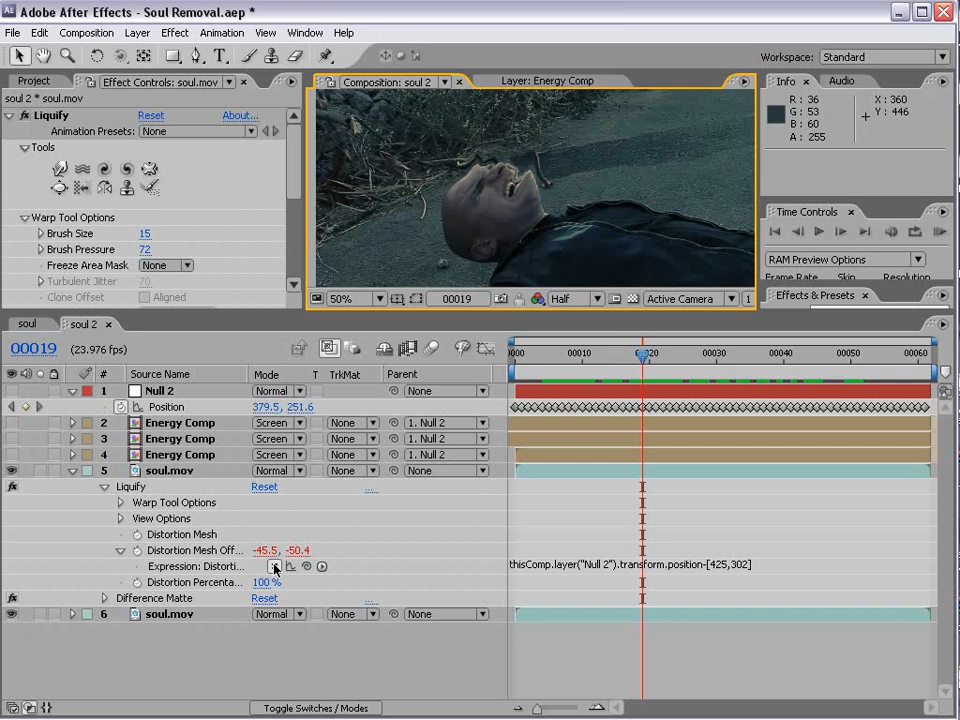 Adobe After Effects - Soul Removal.aep *
File Edit Composition Layer Effect Animation View Window Help
Workspace: Standard
Project Effect Controls: soul.mov
Composition: soul 2 Layer: Energy Comp
Info Audio
soul 2 * soul.mov
Liquify Reset About...
Animation Presets: None
Tools
Warp Tool Options
Brush Size 15
Brush Pressure 72
Freeze Area Mask None
Turbulent Jitter 70
Clone Offset Aligned
R : 36
G : 53
B : 60
A : 255
X : 360
Y : 446
Time Controls
RAM Preview Options
Frame Rate Skip Resolution
Effects & Presets
50% 00019 Half Active Camera 1
soul soul 2
00019 (23.976 fps)
0000 00010 00020 00030 00040 00050 00060
# Source Name Mode T TrkMat Parent
1 Null 2 Normal None
Position 379.5, 251.6
2 Energy Comp Screen None 1. Null 2
3 Energy Comp Screen None 1. Null 2
4 Energy Comp Screen None 1. Null 2
5 soul.mov Normal None None
Liquify Reset ...
Warp Tool Options
View Options
Distortion Mesh
Distortion Mesh Off... -45.5, -50.4
Expression: Distorti... thisComp.layer("Null 2").transform.position-[425,302]
Distortion Percenta... 100 %
Difference Matte Reset ...
6 soul.mov Normal None None
Toggle Switches / Modes